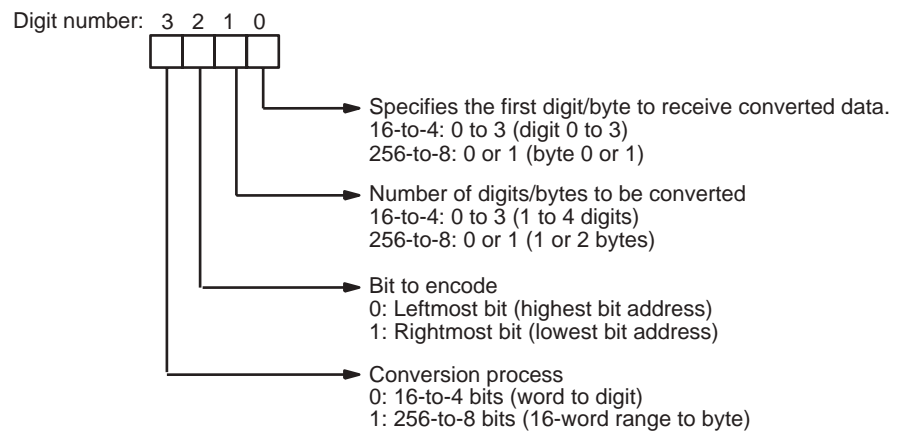 Digit number: 3 2 1 0
Specifies the first digit/byte to receive converted data.
16-to-4: 0 to 3 (digit 0 to 3)
256-to-8: 0 or 1 (byte 0 or 1)
Number of digits/bytes to be converted
16-to-4: 0 to 3 (1 to 4 digits)
256-to-8: 0 or 1 (1 or 2 bytes)
Bit to encode
0: Leftmost bit (highest bit address)
1: Rightmost bit (lowest bit address)
Conversion process
0: 16-to-4 bits (word to digit)
1: 256-to-8 bits (16-word range to byte)